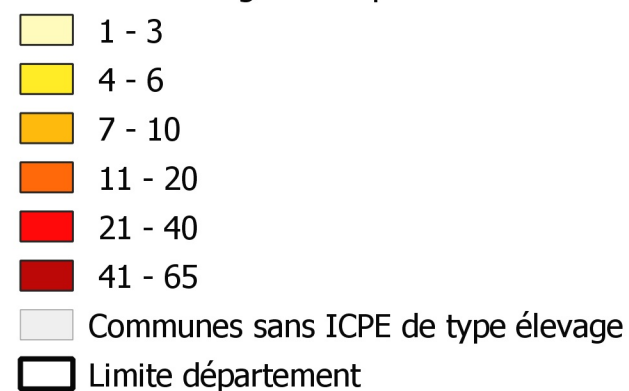 1 - 3
4 - 6
7 - 10
11 - 20
21 - 40
41 - 65
Communes sans ICPE de type élevage
Limite département